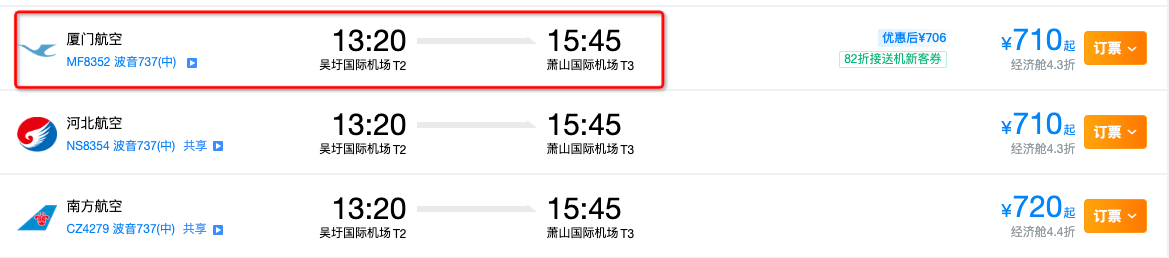 厦门航空 13:20 15:45 优惠后¥706 ¥710起 订票
MF8352 波音737(中) 吴圩国际机场 T2 萧山国际机场 T3 82折接送机新客券 经济舱4.3折
河北航空 13:20 15:45 ¥710起 订票
NS8354 波音737(中) 共享 吴圩国际机场 T2 萧山国际机场 T3 经济舱4.3折
南方航空 13:20 15:45 ¥720起 订票
CZ4279 波音737(中) 共享 吴圩国际机场 T2 萧山国际机场 T3 经济舱4.4折